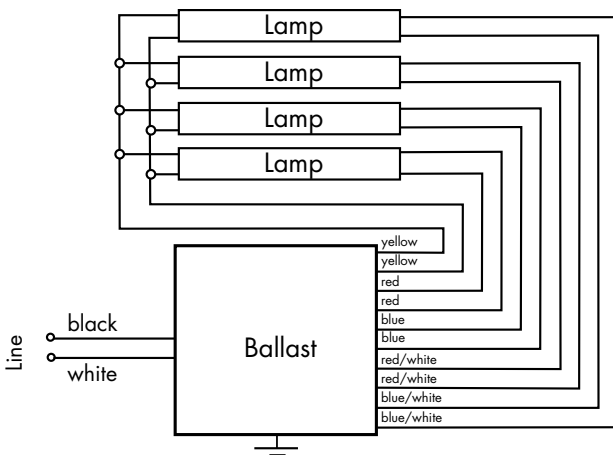 Lamp
Lamp
Lamp
Lamp
yellow
yellow
red
red
blue
blue
red/white
red/white
blue/white
blue/white
Line
black
white
Ballast